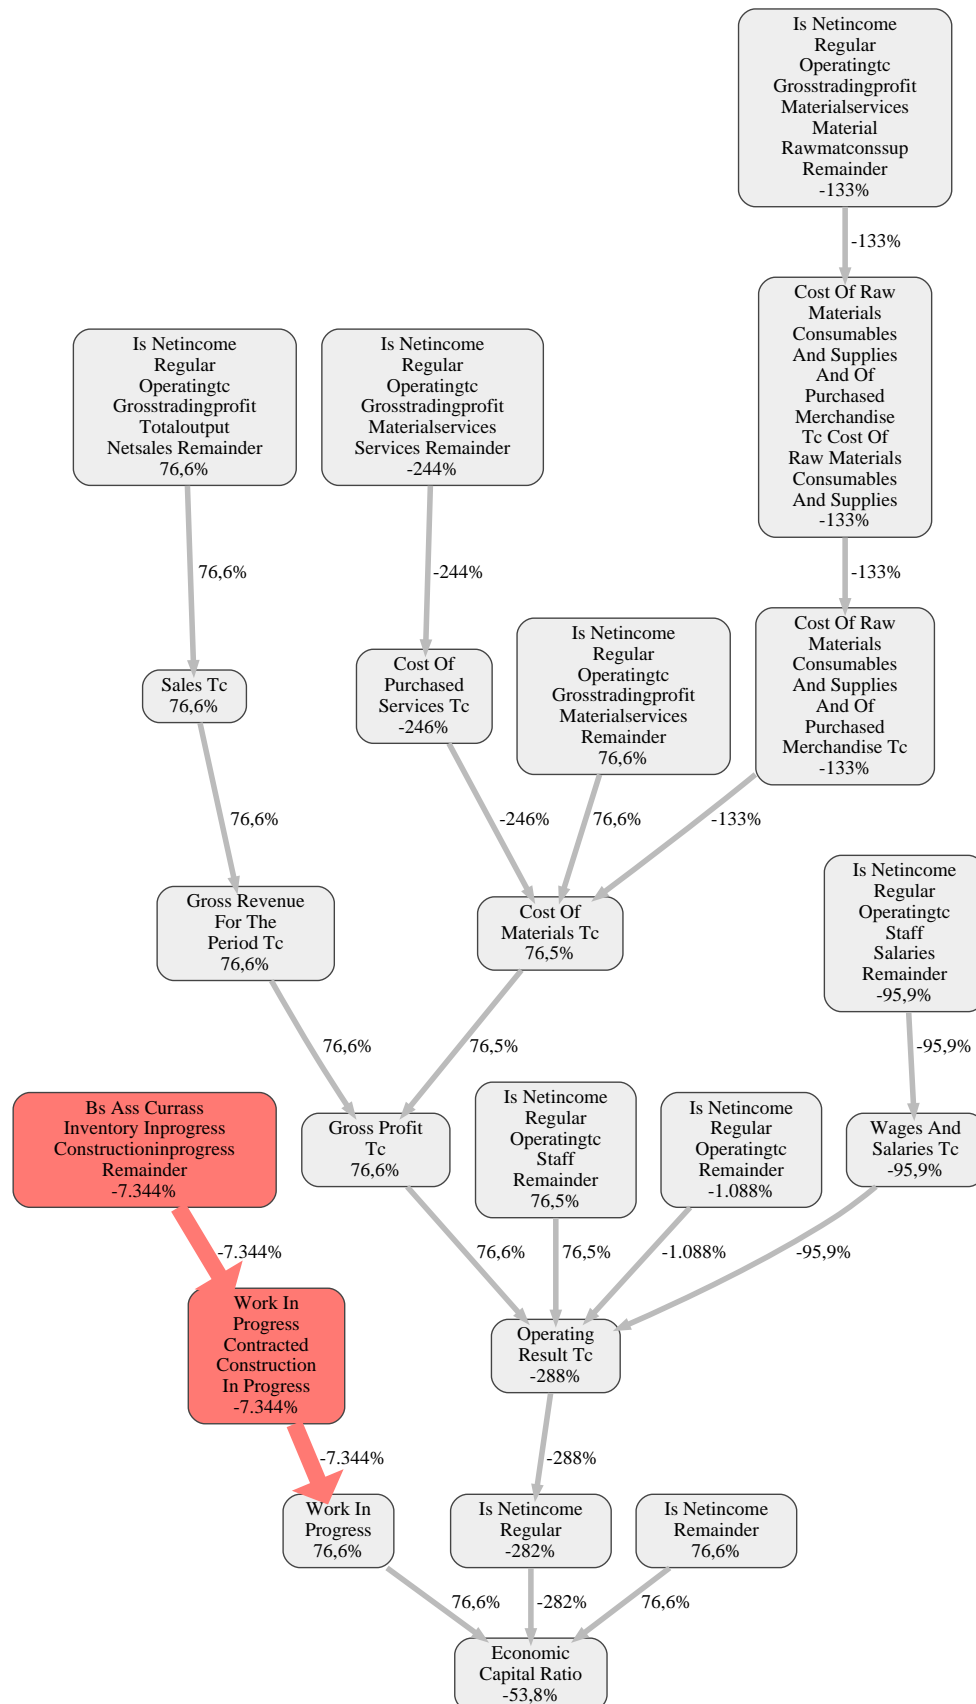 Is Netincome
Regular
Operatingtc
Grosstradingprofit
Materialservices
Material
Rawmatconssup
Remainder
-133%
-133%
Cost Of Raw
Materials
Consumables
And Supplies
And Of
Purchased
Merchandise
Tc Cost Of
Raw Materials
Consumables
And Supplies
-133%
Is Netincome
Regular
Operatingtc
Grosstradingprofit
Totaloutput
Netsales Remainder
76,6%
Is Netincome
Regular
Operatingtc
Grosstradingprofit
Materialservices
Services Remainder
-244%
76,6%
-244%
-133%
Sales Tc
76,6%
Cost Of
Purchased
Services Tc
-246%
Is Netincome
Regular
Operatingtc
Grosstradingprofit
Materialservices
Remainder
76,6%
Cost Of Raw
Materials
Consumables
And Supplies
And Of
Purchased
Merchandise Tc
-133%
76,6%
-246%
76,6%
-133%
Gross Revenue
For The
Period Tc
76,6%
Cost Of
Materials Tc
76,5%
Is Netincome
Regular
Operatingtc
Staff
Salaries
Remainder
-95,9%
76,6%
76,5%
-95,9%
Bs Ass Currass
Inventory Inprogress
Constructioninprogress
Remainder
-7.344%
Gross Profit
Tc
76,6%
Is Netincome
Regular
Operatingtc
Staff
Remainder
76,5%
Is Netincome
Regular
Operatingtc
Remainder
-1.088%
Wages And
Salaries Tc
-95,9%
-7.344%
76,6%
76,5%
-1.088%
-95,9%
Work In
Progress
Contracted
Construction
In Progress
-7.344%
Operating
Result Tc
-288%
-7.344%
-288%
Work In
Progress
76,6%
Is Netincome
Regular
-282%
Is Netincome
Remainder
76,6%
76,6%
-282%
76,6%
Economic
Capital Ratio
-53,8%